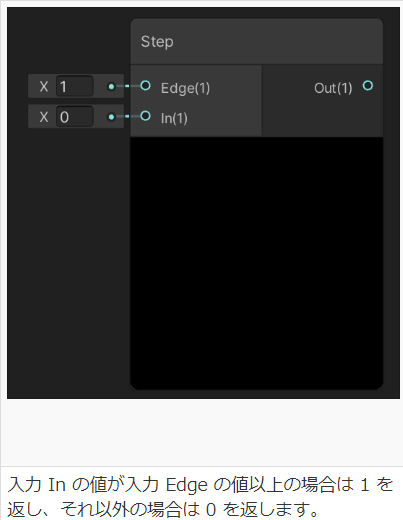 Step
X 1
Edge(1)
Out(1)
X 0
In(1)
入力 In の値が入力 Edge の値以上の場合は 1 を
返し、それ以外の場合は 0 を返します。